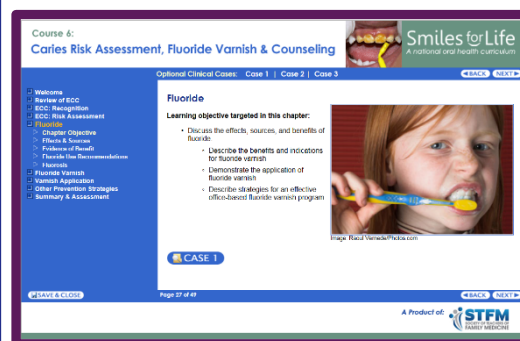 Course 6:
Caries Risk Assessment, Fluoride Varnish & Counseling
Smiles for Life
A national oral health curriculum
Optional Clinical Cases: Case 1 | Case 2 | Case 3
BACK
NEXT
Welcome
Review of ECC
ECC: Recognition
ECC: Risk Assessment
Fluoride
Chapter Objective
Effects & Sources
Evidence of Benefit
Fluoride Use Recommendations
Fluorosis
Fluoride Varnish
Varnish Application
Other Prevention Strategies
Summary & Assessment
Fluoride
Learning objective targeted in this chapter:
• Discuss the effects, sources, and benefits of
fluoride
◦ Describe the benefits and indications
for fluoride varnish
◦ Demonstrate the application of
fluoride varnish
◦ Describe strategies for an effective
office-based fluoride varnish program
Image: Raoul Vernede/Photos.com
CASE 1
SAVE & CLOSE
Page 27 of 49
BACK
NEXT
A Product of:
STFM
SOCIETY OF TEACHERS OF
FAMILY MEDICINE